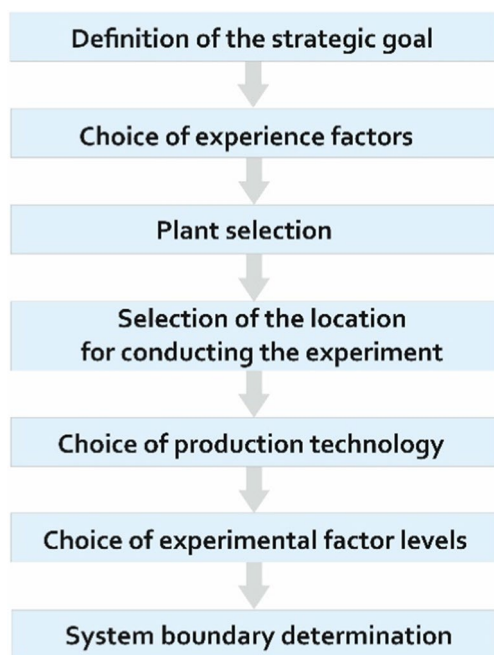 Definition of the strategic goal
Choice of experience factors
Plant selection
Selection of the location
for conducting the experiment
Choice of production technology
Choice of experimental factor levels
System boundary determination